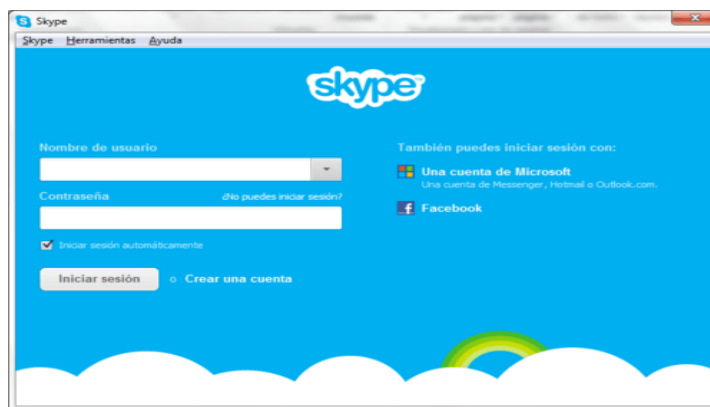 Skype
Skype Herramientas Ayuda
skype
Nombre de usuario
Contraseña ¿No puedes iniciar sesión?
Iniciar sesión automáticamente
Iniciar sesión o Crear una cuenta
También puedes iniciar sesión con:
Una cuenta de Microsoft
Una cuenta de Messenger, Hotmail o Outlook.com.
Facebook